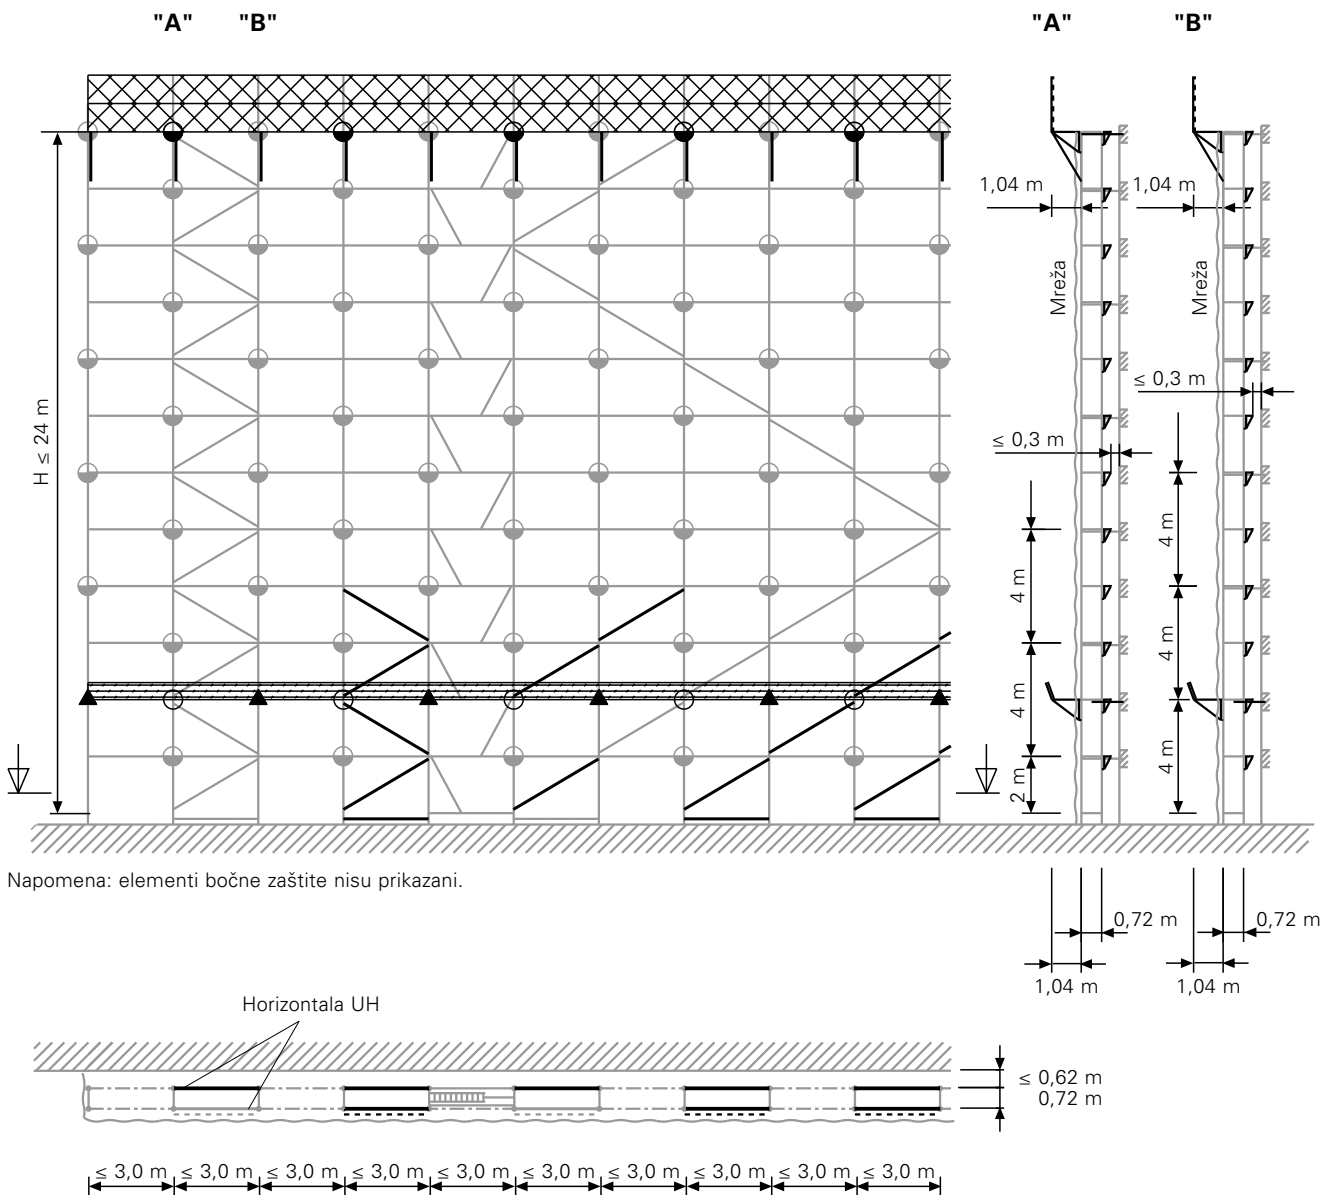 "A" "B" "A" "B"
1,04 m 1,04 m
Mreža Mreža
≤ 0,3 m
H ≤ 24 m
≤ 0,3 m
4 m
4 m
4 m
4 m
4 m
2 m
Napomena: elementi bočne zaštite nisu prikazani.
0,72 m 0,72 m
1,04 m 1,04 m
Horizontala UH
≤ 0,62 m
0,72 m
≤ 3,0 m ≤ 3,0 m ≤ 3,0 m ≤ 3,0 m ≤ 3,0 m ≤ 3,0 m ≤ 3,0 m ≤ 3,0 m ≤ 3,0 m ≤ 3,0 m